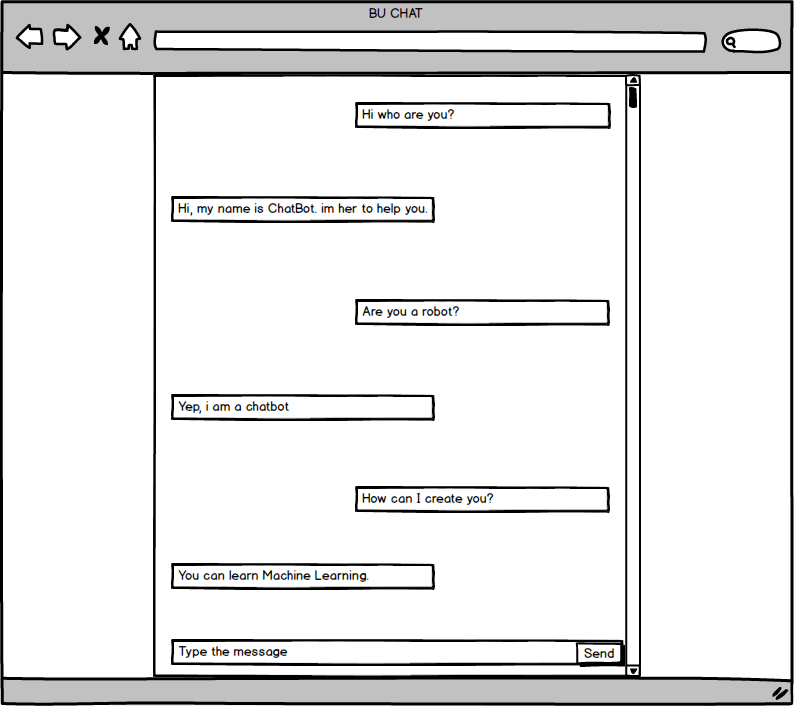 BU CHAT
Hi who are you?
Hi, my name is ChatBot. im her to help you.
Are you a robot?
Yep, i am a chatbot
How can I create you?
You can learn Machine Learning.
Type the message
Send